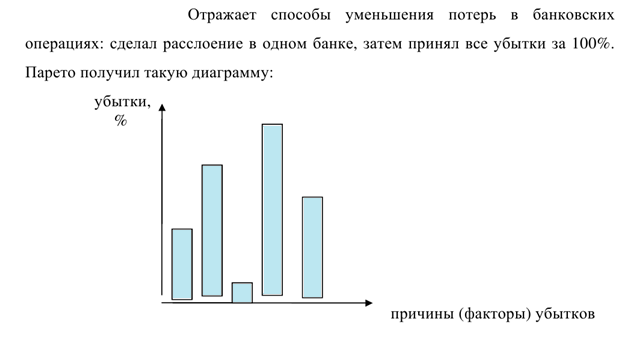 Отражает способы уменьшения потерь в банковских
операциях: сделал расслоение в одном банке, затем принял все убытки за 100%.
Парето получил такую диаграмму:
убытки,
%
причины (факторы) убытков